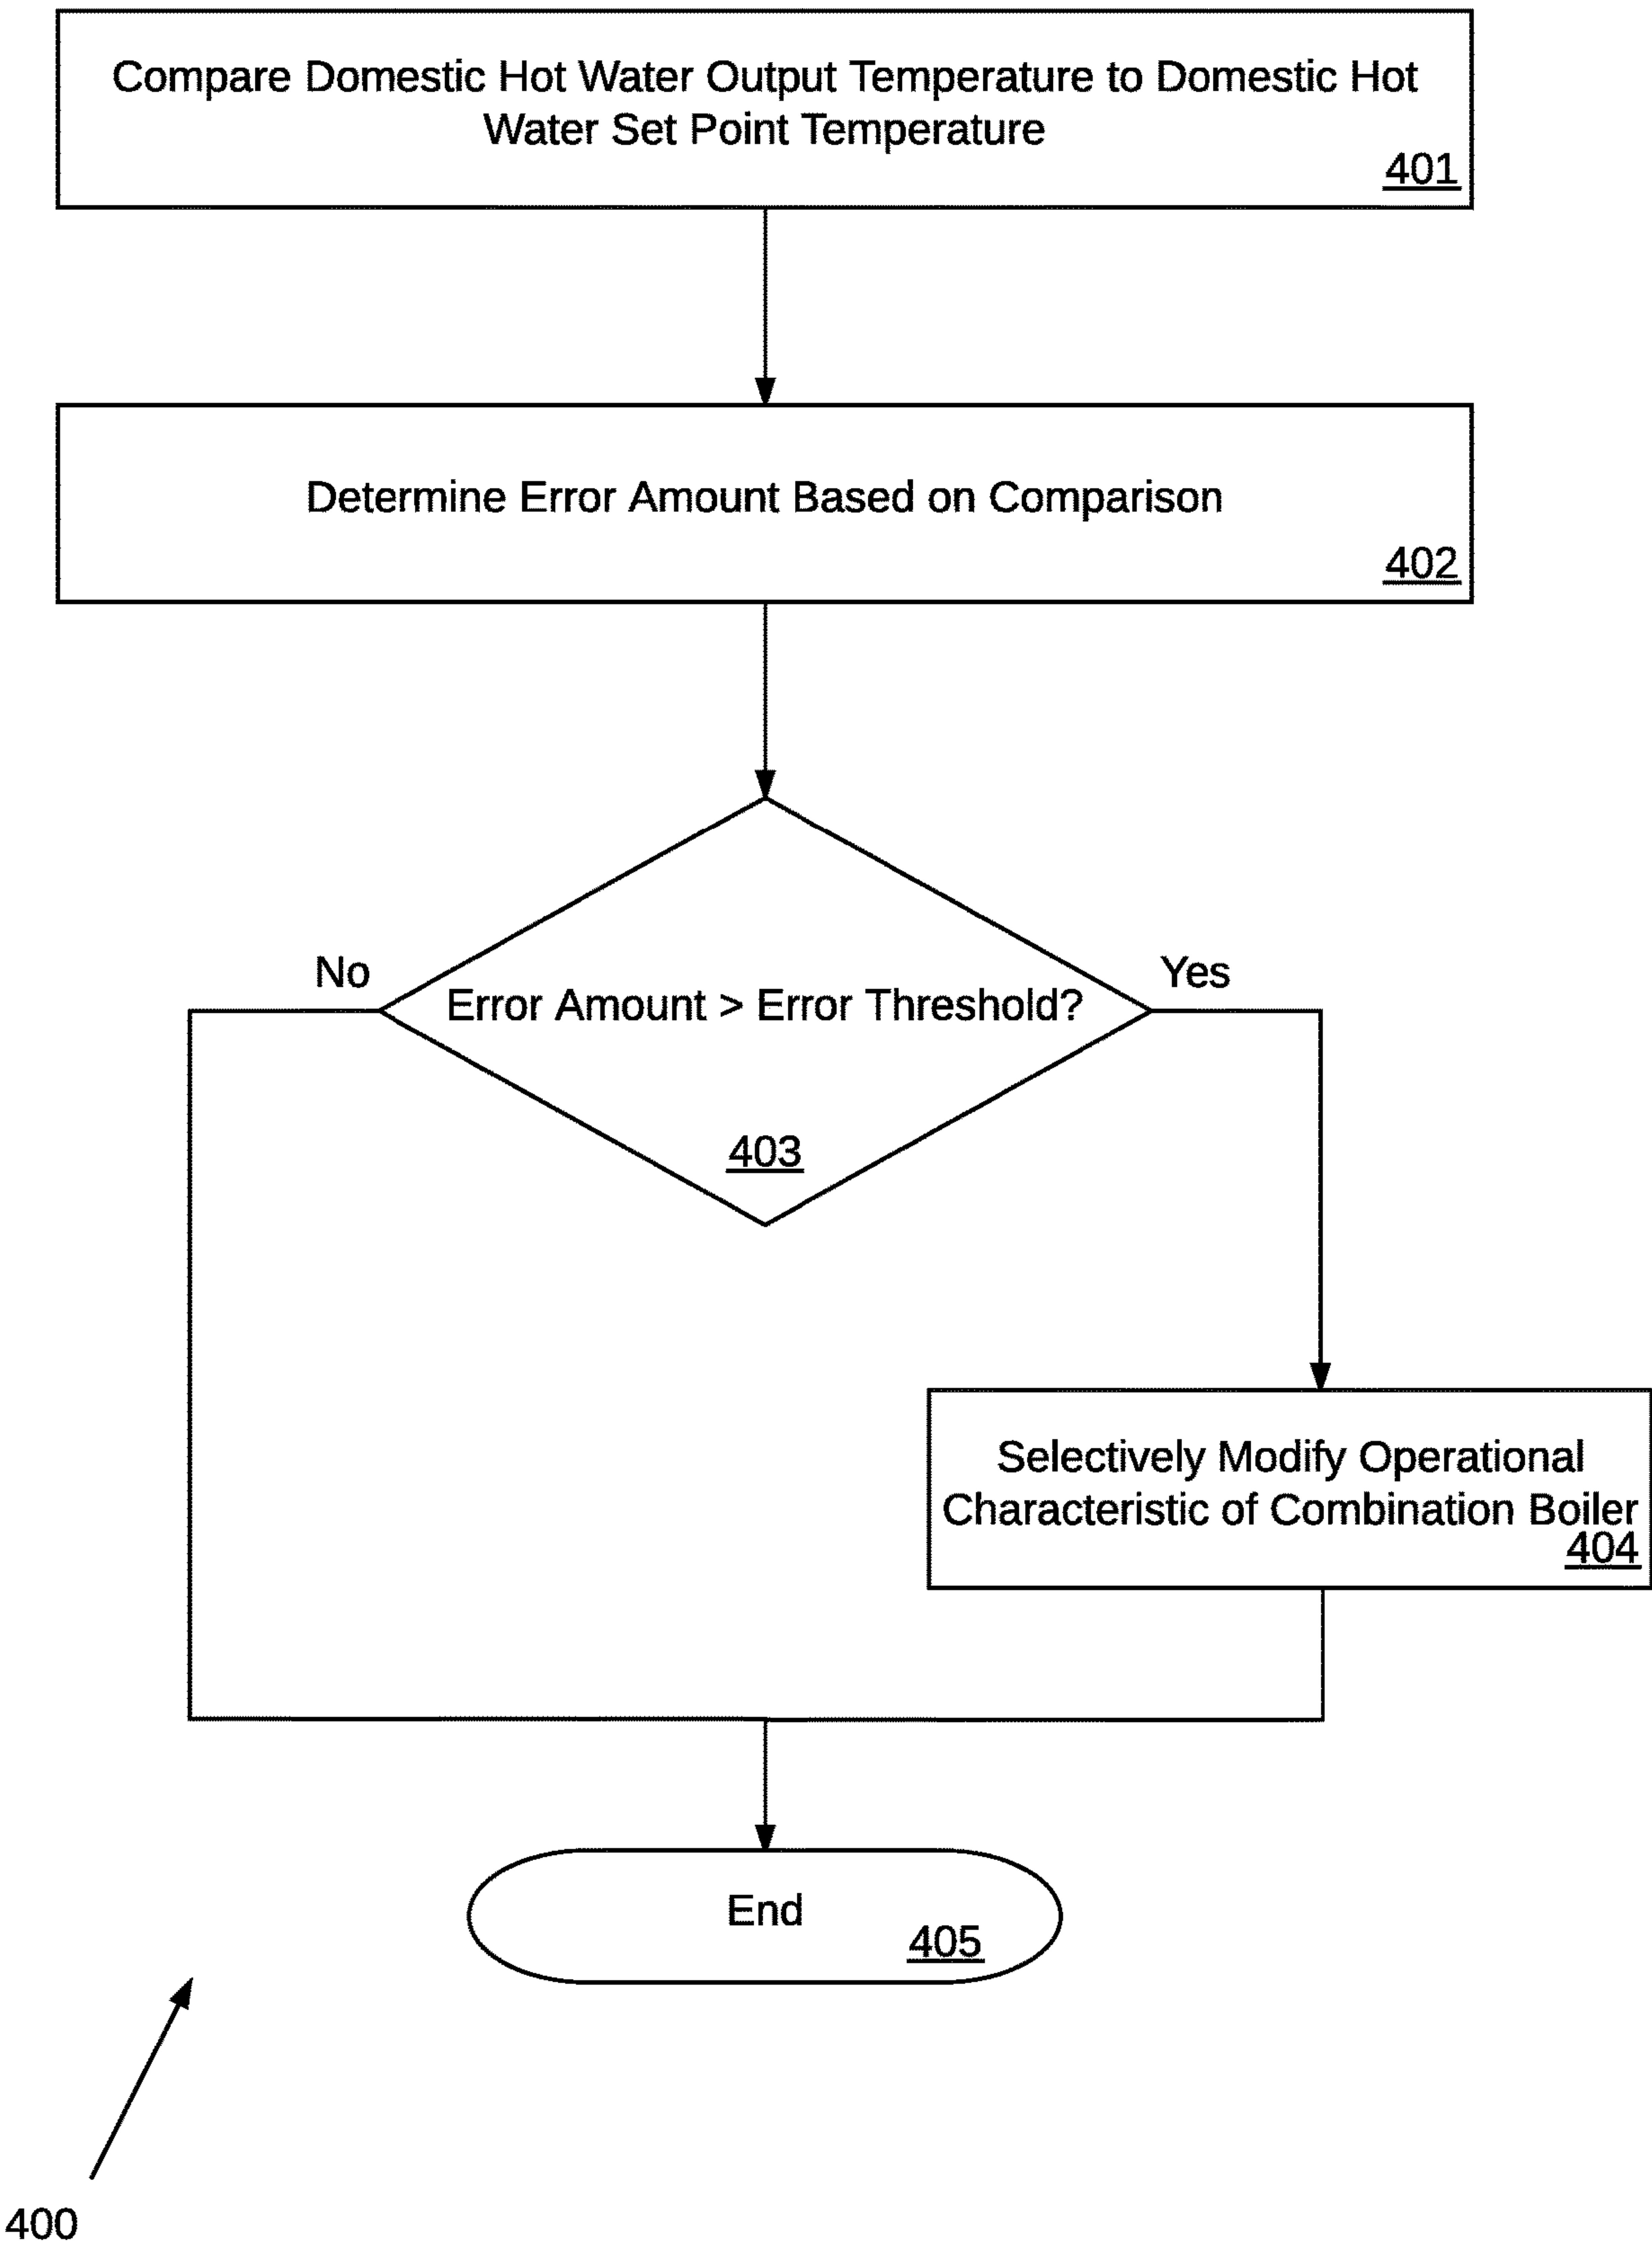 Compare Domestic Hot Water Output Temperature to Domestic Hot
Water Set Point Temperature
401
Determine Error Amount Based on Comparison
402
No
Yes
Error Amount > Error Threshold?
403
Selectively Modify Operational
Characteristic of Combination Boiler
404
End
405
400